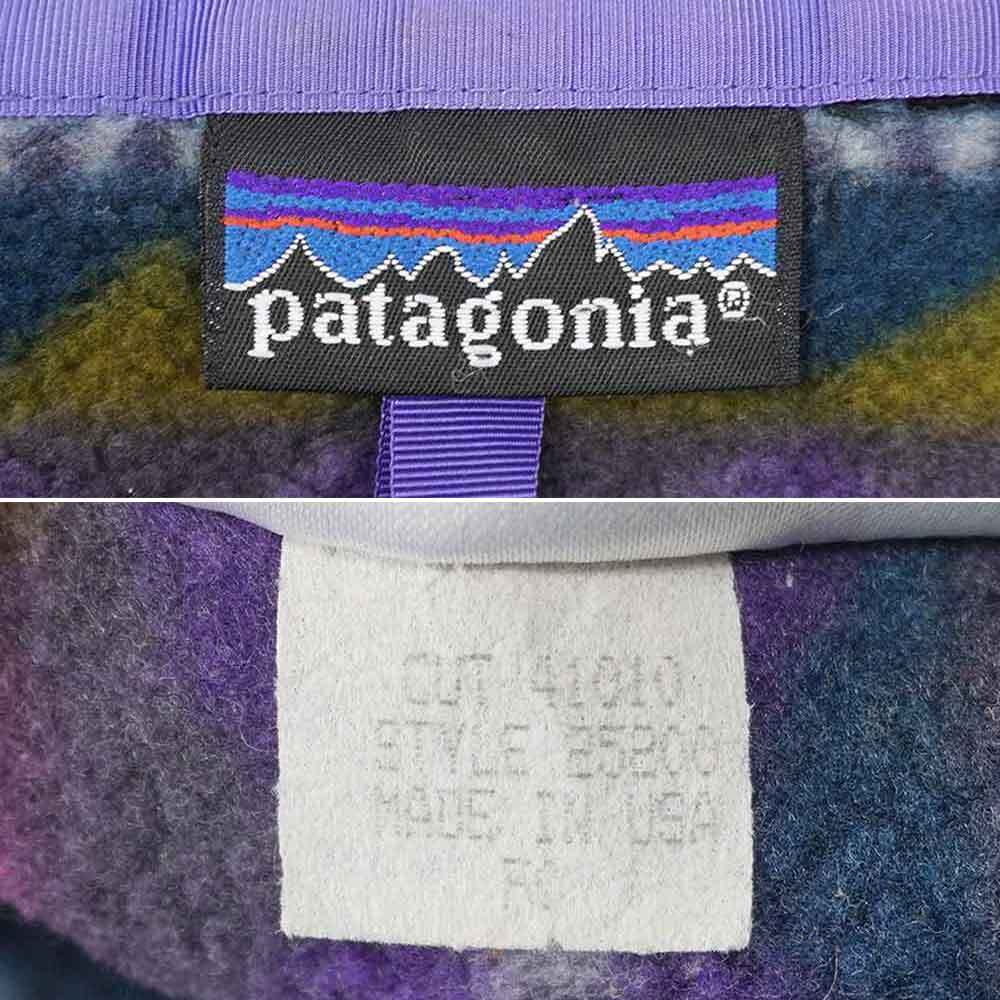 patagonia®
CUT 41010
STYLE 25200
MADE IN USA